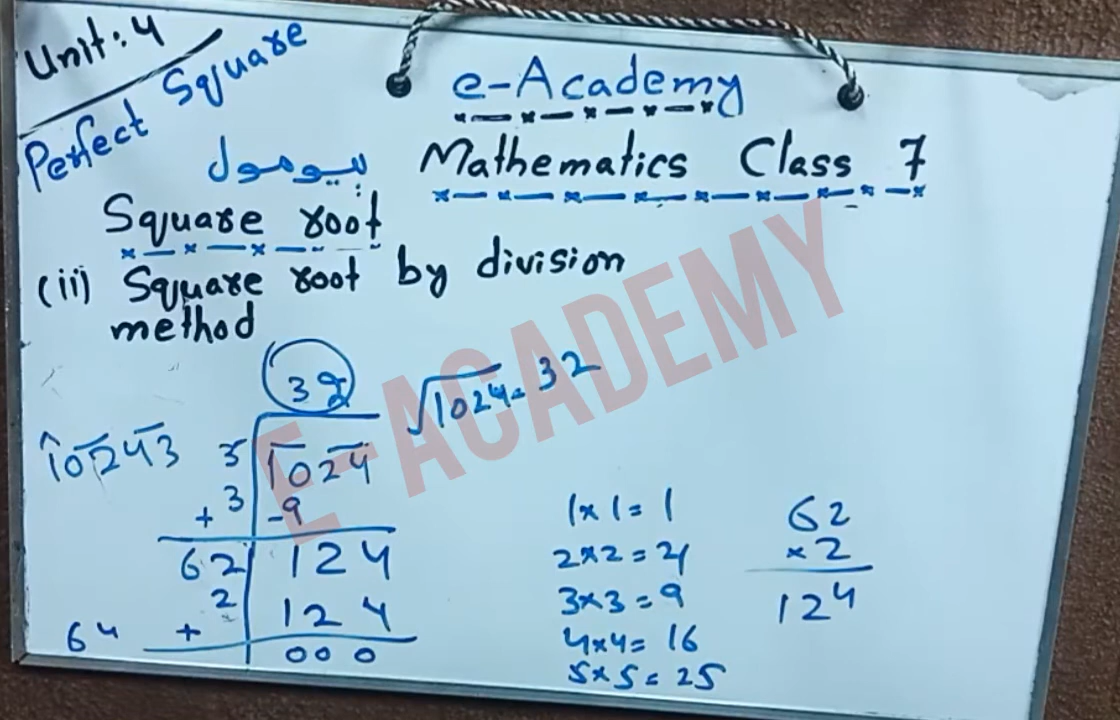 Unit: 4
Perfect Square
e-Academy
Mathematics Class 7
Square root
(ii) Square root by division
method
32
√1024 = 32
10243
3 1024
+ 3 -9
62 124
2 124
64 + 000
1×1=1
2×2=4
3×3=9
4×4=16
5×5=25
62
×2
124
E-ACADEMY